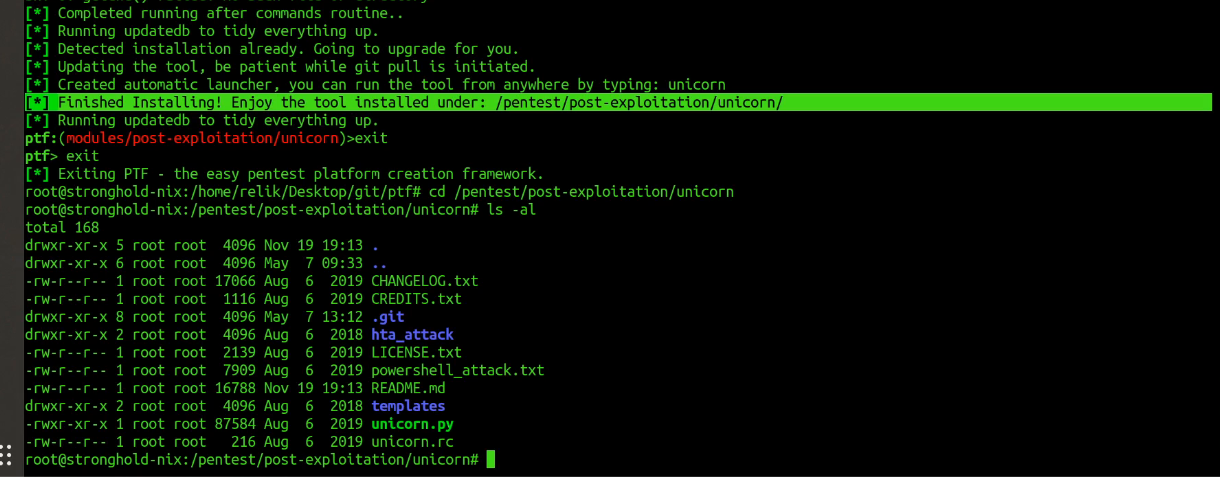 [*] Completed running after commands routine..
[*] Running updatedb to tidy everything up.
[*] Detected installation already. Going to upgrade for you.
[*] Updating the tool, be patient while git pull is initiated.
[*] Created automatic launcher, you can run the tool from anywhere by typing: unicorn
[*] Finished Installing! Enjoy the tool installed under: /pentest/post-exploitation/unicorn/
[*] Running updatedb to tidy everything up.
ptf:(modules/post-exploitation/unicorn)>exit
ptf> exit
[*] Exiting PTF - the easy pentest platform creation framework.
root@stronghold-nix:/home/relik/Desktop/git/ptf# cd /pentest/post-exploitation/unicorn
root@stronghold-nix:/pentest/post-exploitation/unicorn# ls -al
total 168
drwxr-xr-x 5 root root  4096 Nov 19 19:13 .
drwxr-xr-x 6 root root  4096 May  7 09:33 ..
-rw-r--r-- 1 root root 17066 Aug  6  2019 CHANGELOG.txt
-rw-r--r-- 1 root root  1116 Aug  6  2019 CREDITS.txt
drwxr-xr-x 8 root root  4096 May  7 13:12 .git
drwxr-xr-x 2 root root  4096 Aug  6  2018 hta_attack
-rw-r--r-- 1 root root  2139 Aug  6  2019 LICENSE.txt
-rw-r--r-- 1 root root  7909 Aug  6  2019 powershell_attack.txt
-rw-r--r-- 1 root root 16788 Nov 19 19:13 README.md
drwxr-xr-x 2 root root  4096 Aug  6  2018 templates
-rwxr-xr-x 1 root root 87584 Aug  6  2019 unicorn.py
-rw-r--r-- 1 root root   216 Aug  6  2019 unicorn.rc
root@stronghold-nix:/pentest/post-exploitation/unicorn#